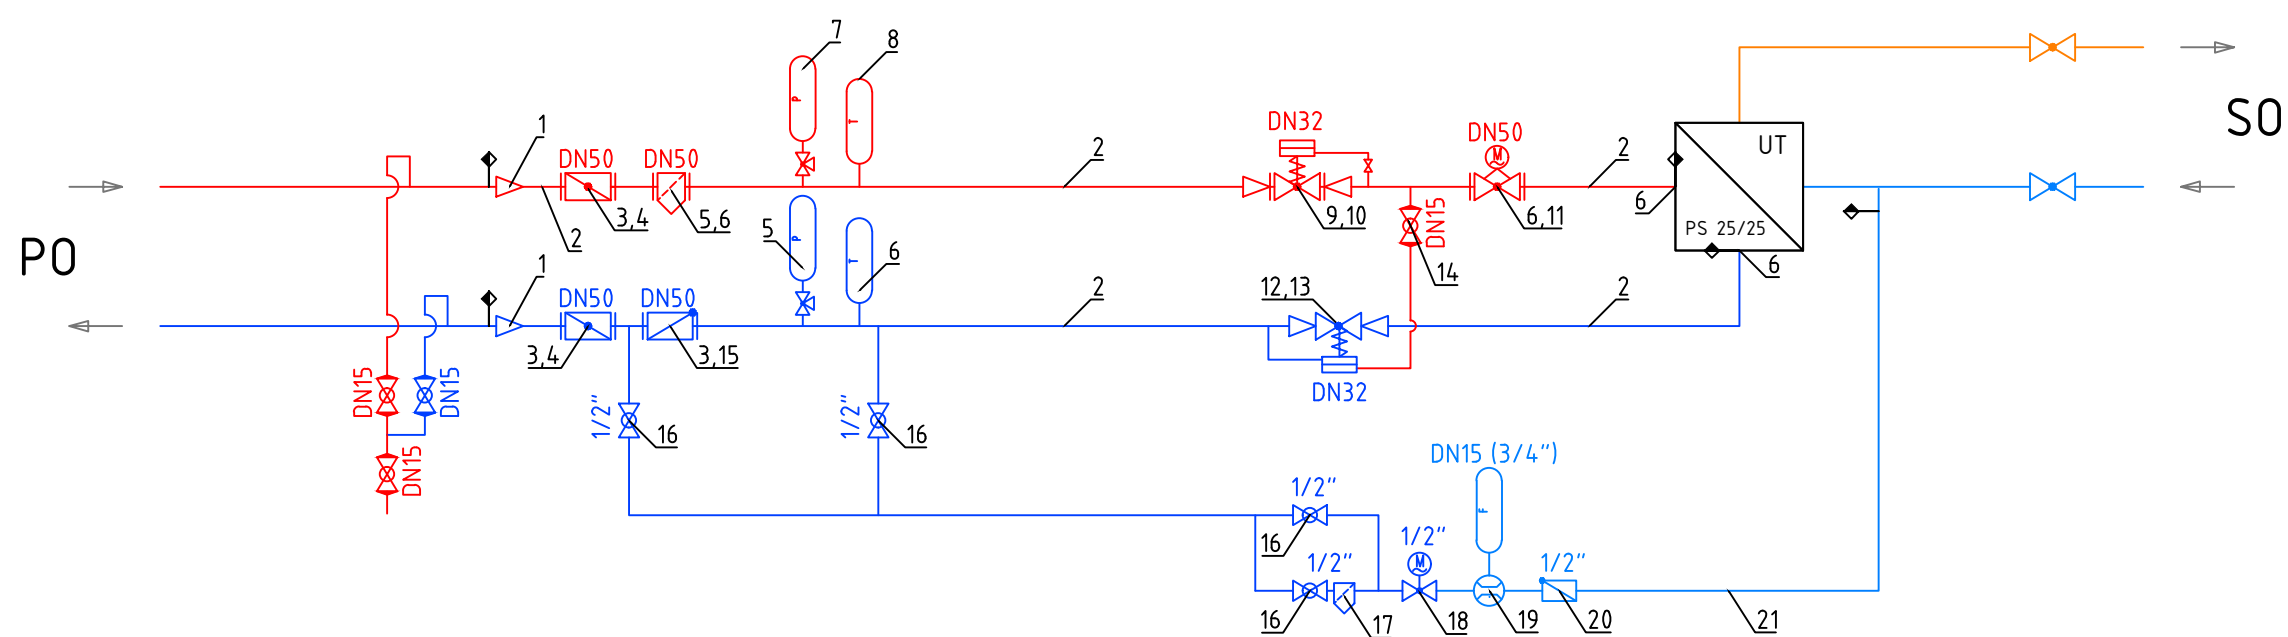 7
8
SO
DN32
1
DN50
DN50
P
T
2
DN50
M
2
UT
3,4
5,6
2
9,10
DN15
6,11
6
PS 25/25
PO
5
P
T
6
14
6
1
DN50
DN50
2
12,13
2
3,4
3,15
DN15
DN15
DN32
1/2"
16
1/2"
16
DN15
DN15 (3/4")
1/2"
F
16
1/2"
1/2"
M
1/2"
16
17
18
19
20
21